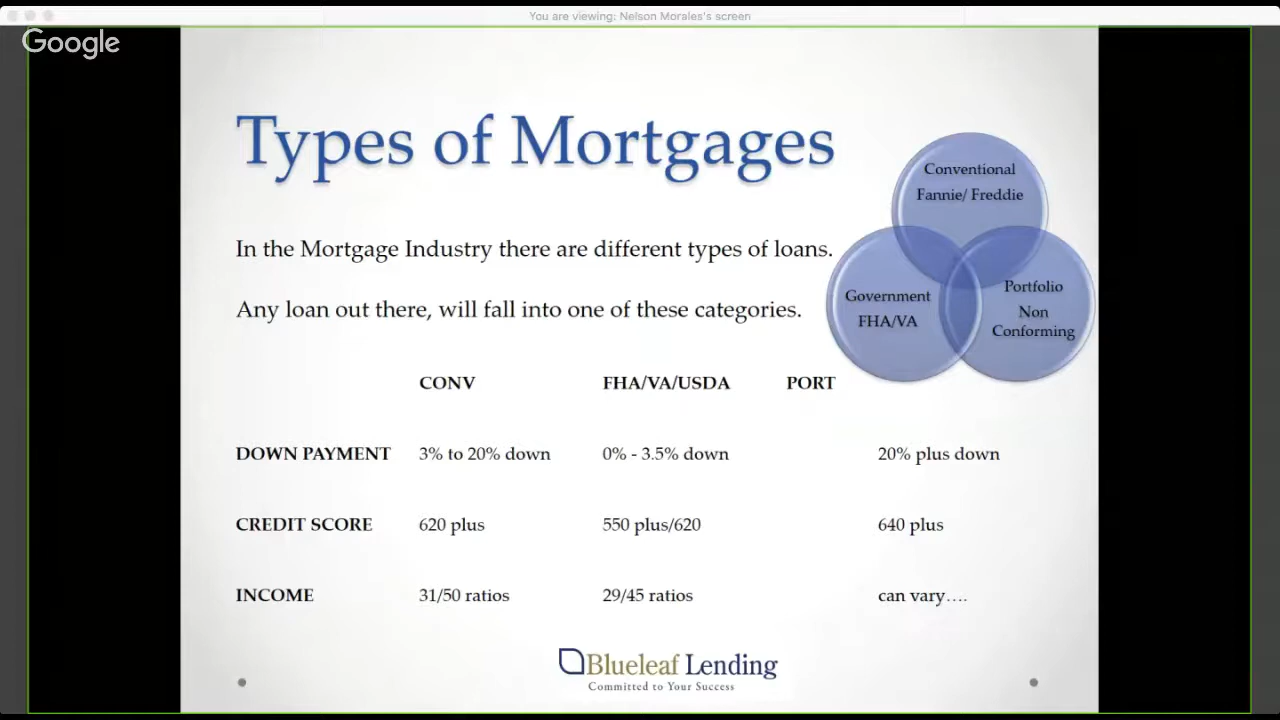 You are viewing: Nelson Morales's screen
Google
Types of Mortgages
Conventional
Fannie/ Freddie
Government
FHA/VA
Portfolio
Non
Conforming
In the Mortgage Industry there are different types of loans.
Any loan out there, will fall into one of these categories.
CONV FHA/VA/USDA PORT
DOWN PAYMENT 3% to 20% down 0% - 3.5% down 20% plus down
CREDIT SCORE 620 plus 550 plus/620 640 plus
INCOME 31/50 ratios 29/45 ratios can vary….
Blueleaf Lending
Committed to Your Success